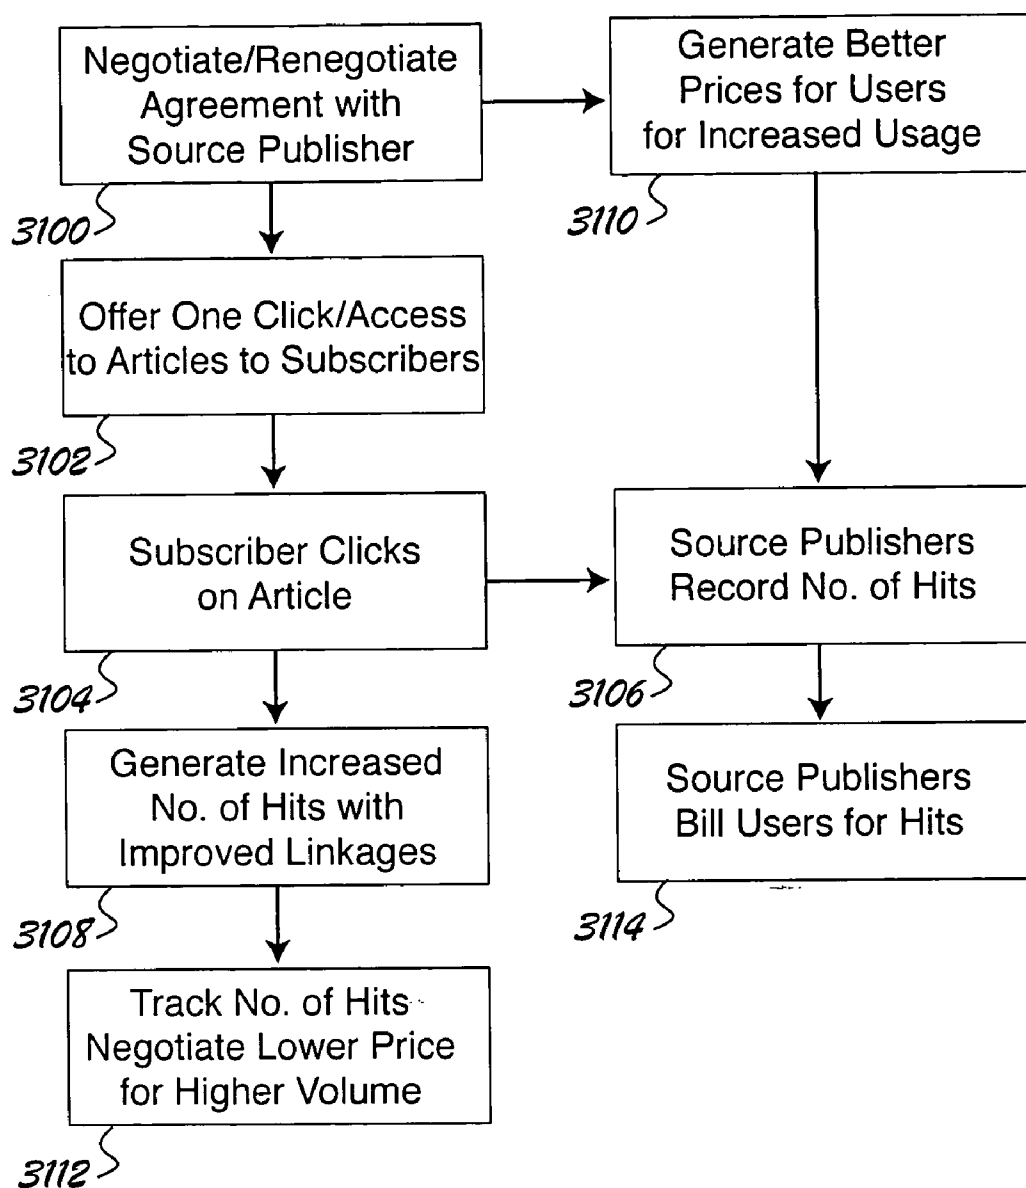 Negotiate/Renegotiate
Agreement with
Source Publisher
3100
Generate Better
Prices for Users
for Increased Usage
3110
Offer One Click/Access
to Articles to Subscribers
3102
Subscriber Clicks
on Article
3104
Source Publishers
Record No. of Hits
3106
Generate Increased
No. of Hits with
Improved Linkages
3108
Source Publishers
Bill Users for Hits
3114
Track No. of Hits
Negotiate Lower Price
for Higher Volume
3112